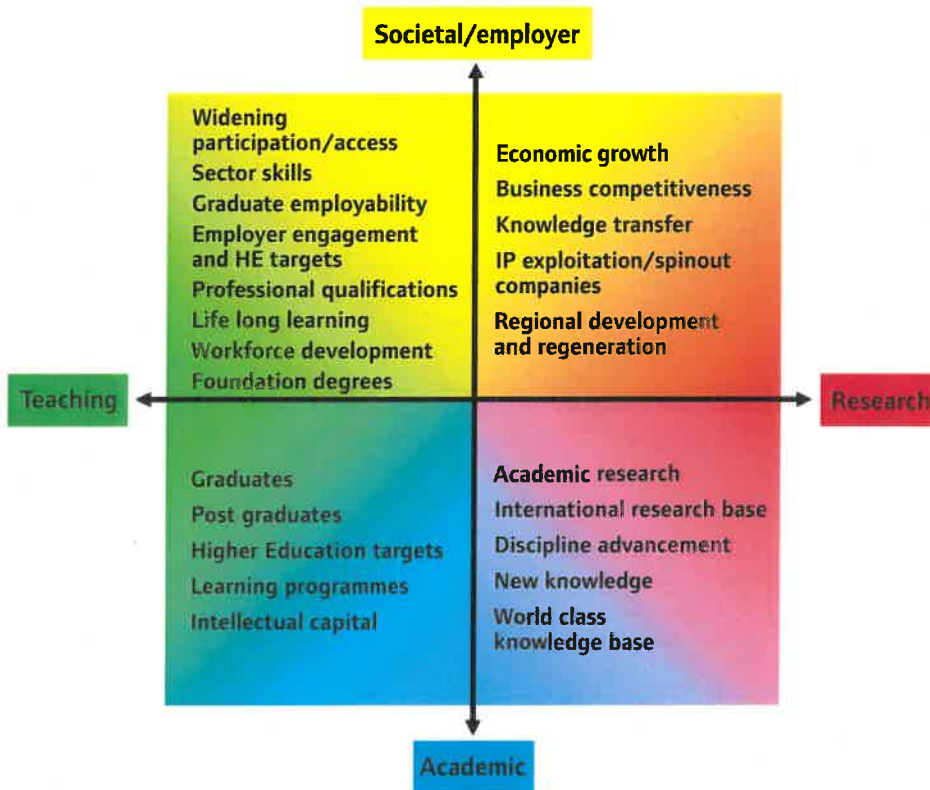 Societal/employer
Widening
participation/access
Sector skills
Graduate employability
Employer engagement
and HE targets
Professional qualifications
Life long learning
Workforce development
Foundation degrees
Economic growth
Business competitiveness
Knowledge transfer
IP exploitation/spinout
companies
Regional development
and regeneration
Teaching
Research
Graduates
Post graduates
Higher Education targets
Learning programmes
Intellectual capital
Academic research
International research base
Discipline advancement
New knowledge
World class
knowledge base
Academic